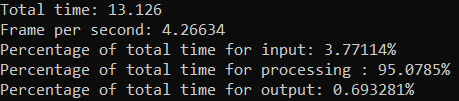 Total time: 13.126
Frame per second: 4.26634
Percentage of total time for input: 3.77114%
Percentage of total time for processing : 95.0785%
Percentage of total time for output: 0.693281%